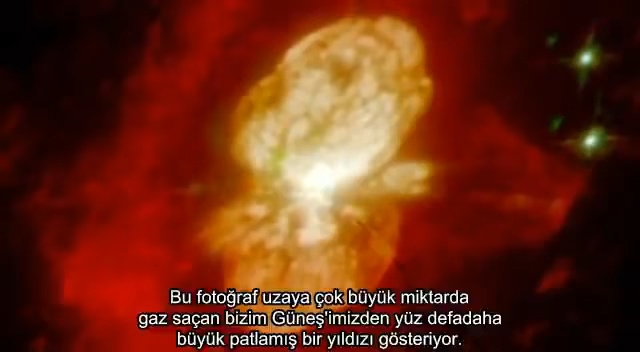 Bu fotoğraf uzaya çok büyük miktarda
gaz saçan bizim Güneş'imizden yüz defadaha
büyük patlamış bir yıldızı gösteriyor.